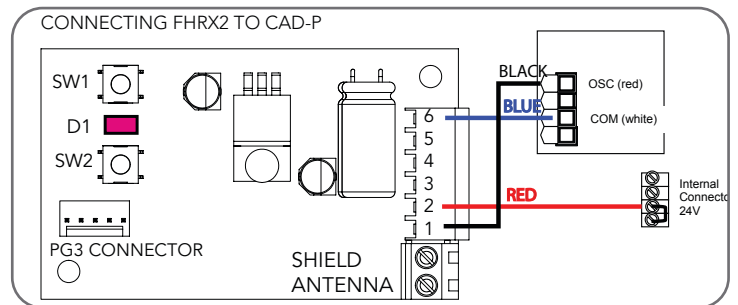 CONNECTING FHRX2 TO CAD-P
SW1
D1
SW2
PG3 CONNECTOR
SHIELD
ANTENNA
6
5
4
3
2
1
BLACK
BLUE
RED
OSC (red)
COM (white)
Internal
Connecto
24V